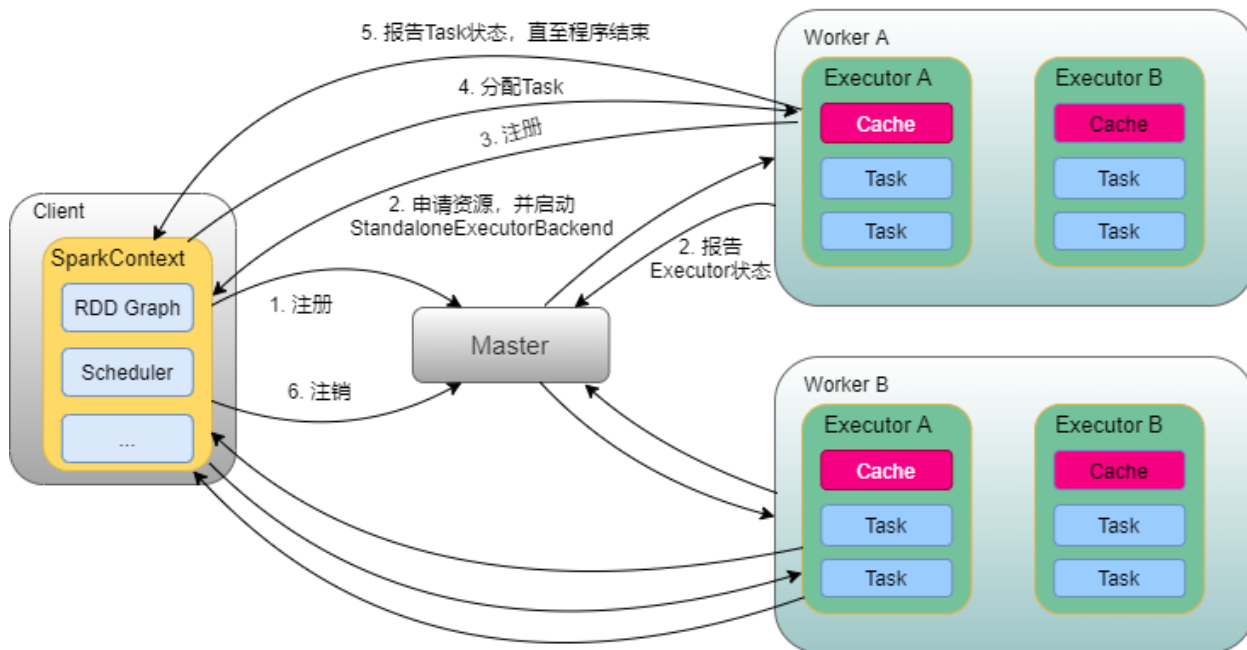 5. 报告Task状态，直至程序结束
4. 分配Task
3. 注册
2. 申请资源，并启动
StandaloneExecutorBackend
2. 报告
Executor状态
Client
SparkContext
RDD Graph
Scheduler
...
1. 注册
6. 注销
Master
Worker A
Executor A
Cache
Task
Task
Executor B
Cache
Task
Task
Worker B
Executor A
Cache
Task
Task
Executor B
Cache
Task
Task